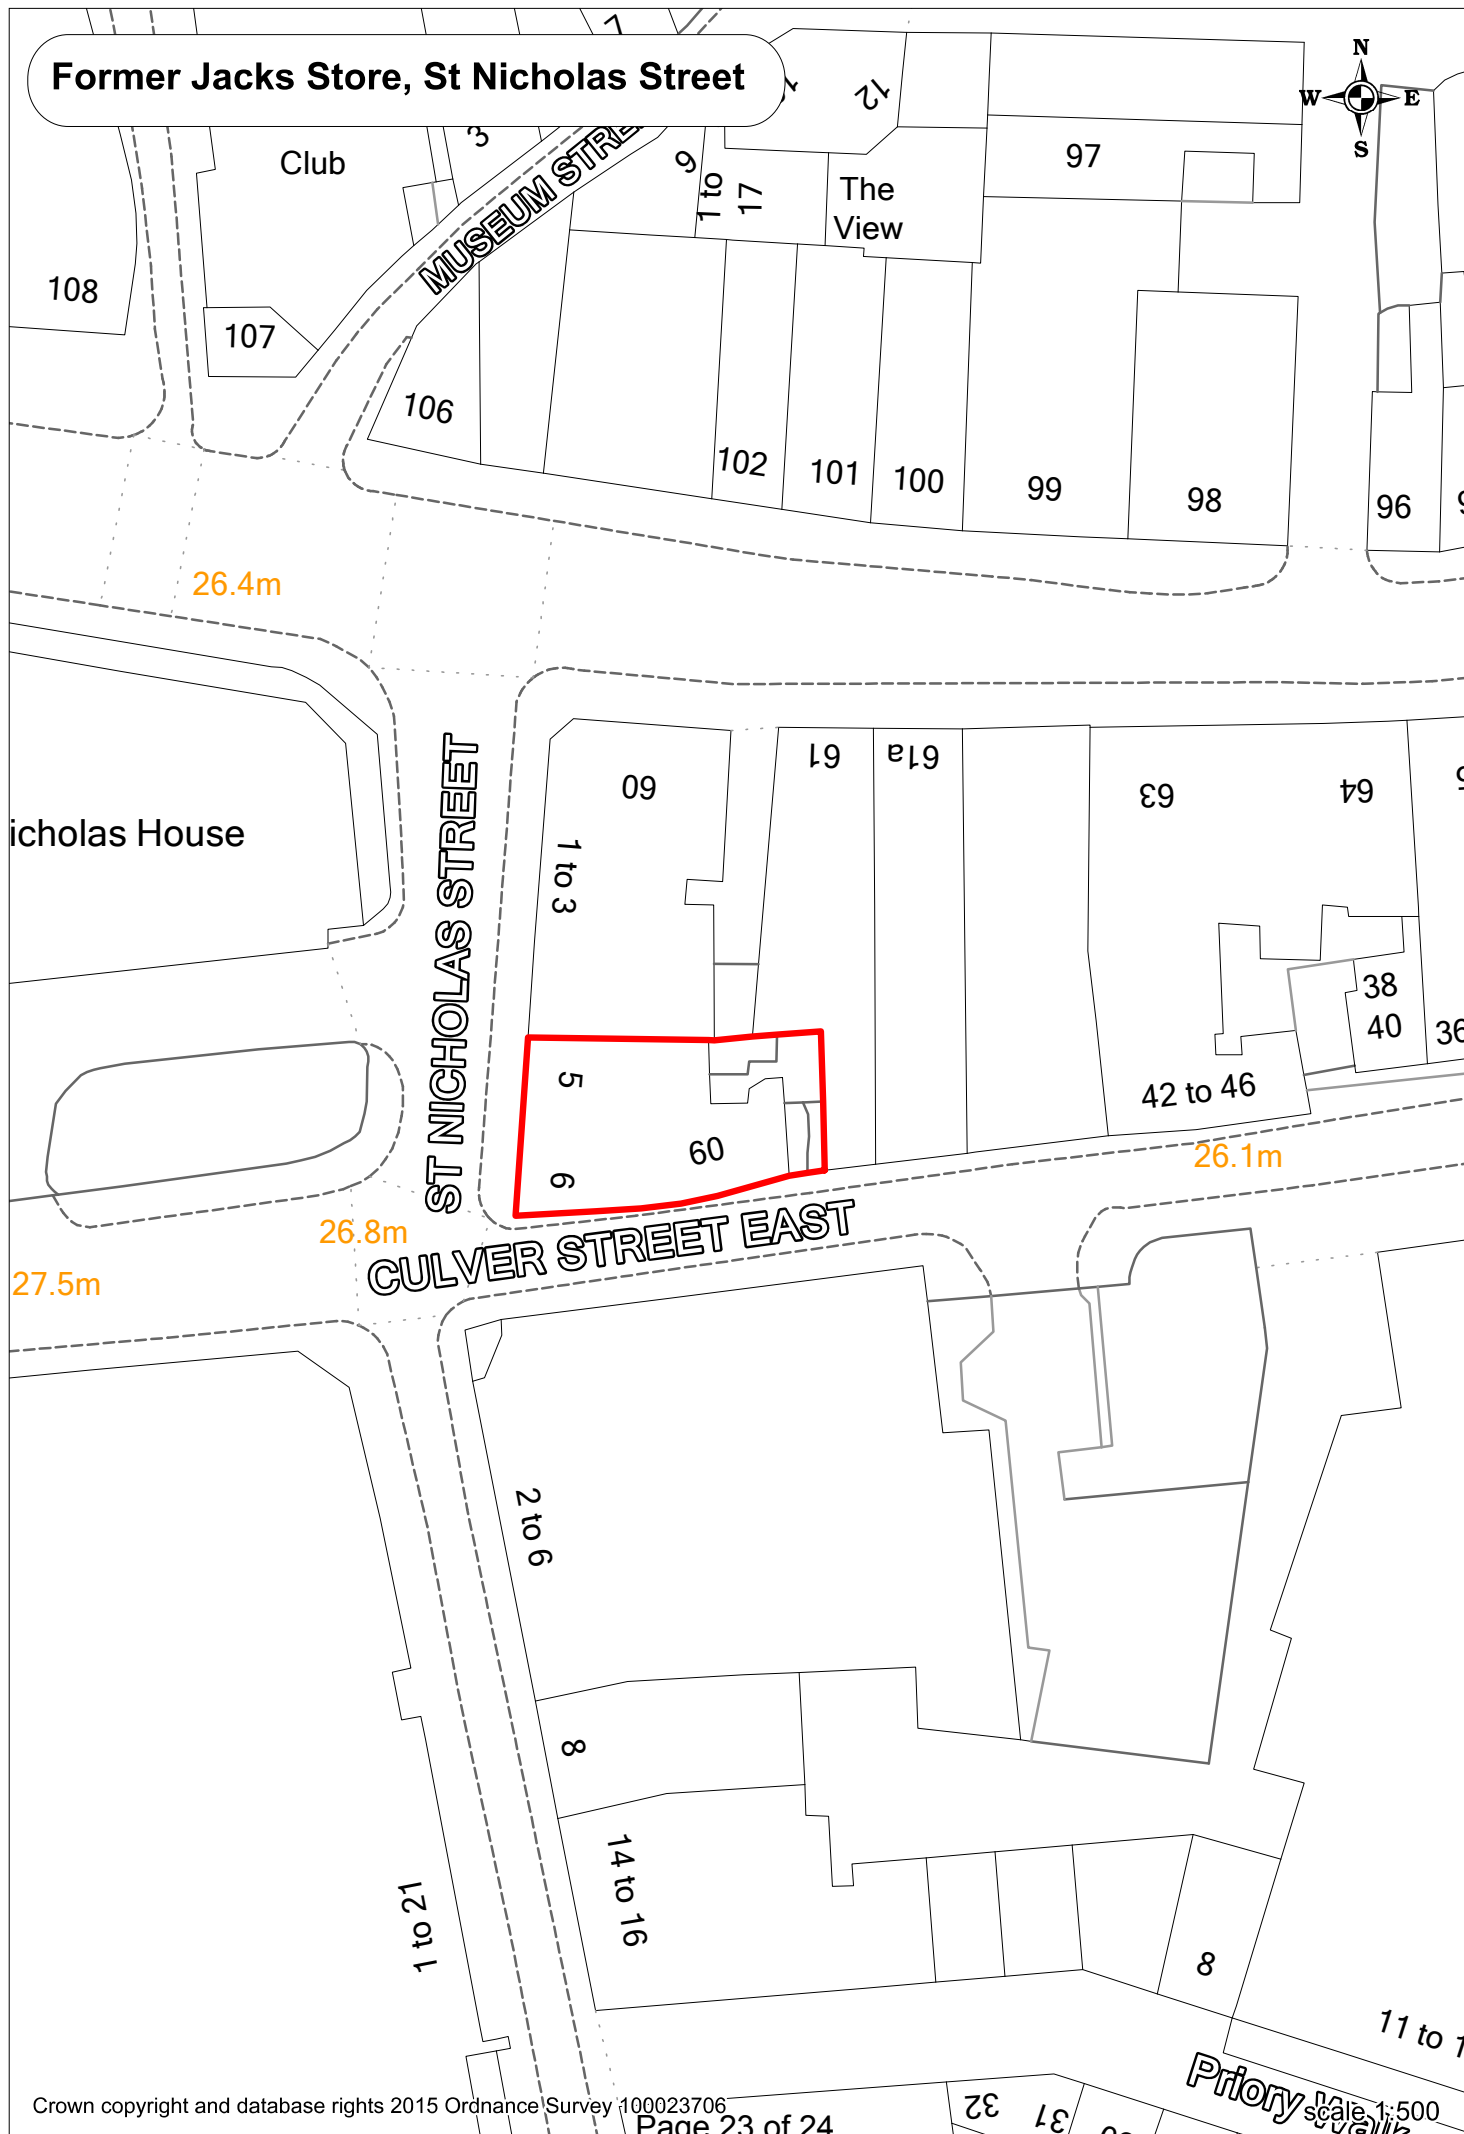 Former Jacks Store, St Nicholas Street
N
W E
S
7
12
3
Club
MUSEUM
9
1 to
17
The
View
97
108
107
106
102
101
100
99
98
96
26.4m
60
61
61a
63
64
1 to 3
icholas House
ST NICHOLAS STREET
38
40
36
5
60
6
42 to 46
26.1m
26.8m
CULVER STREET EAST
27.5m
2 to 6
8
14 to 16
1 to 21
8
11 to 1
Priory
Crown copyright and database rights 2015 Ordnance Survey 100023706
Page 23 of 24
32
31
scale 1:500